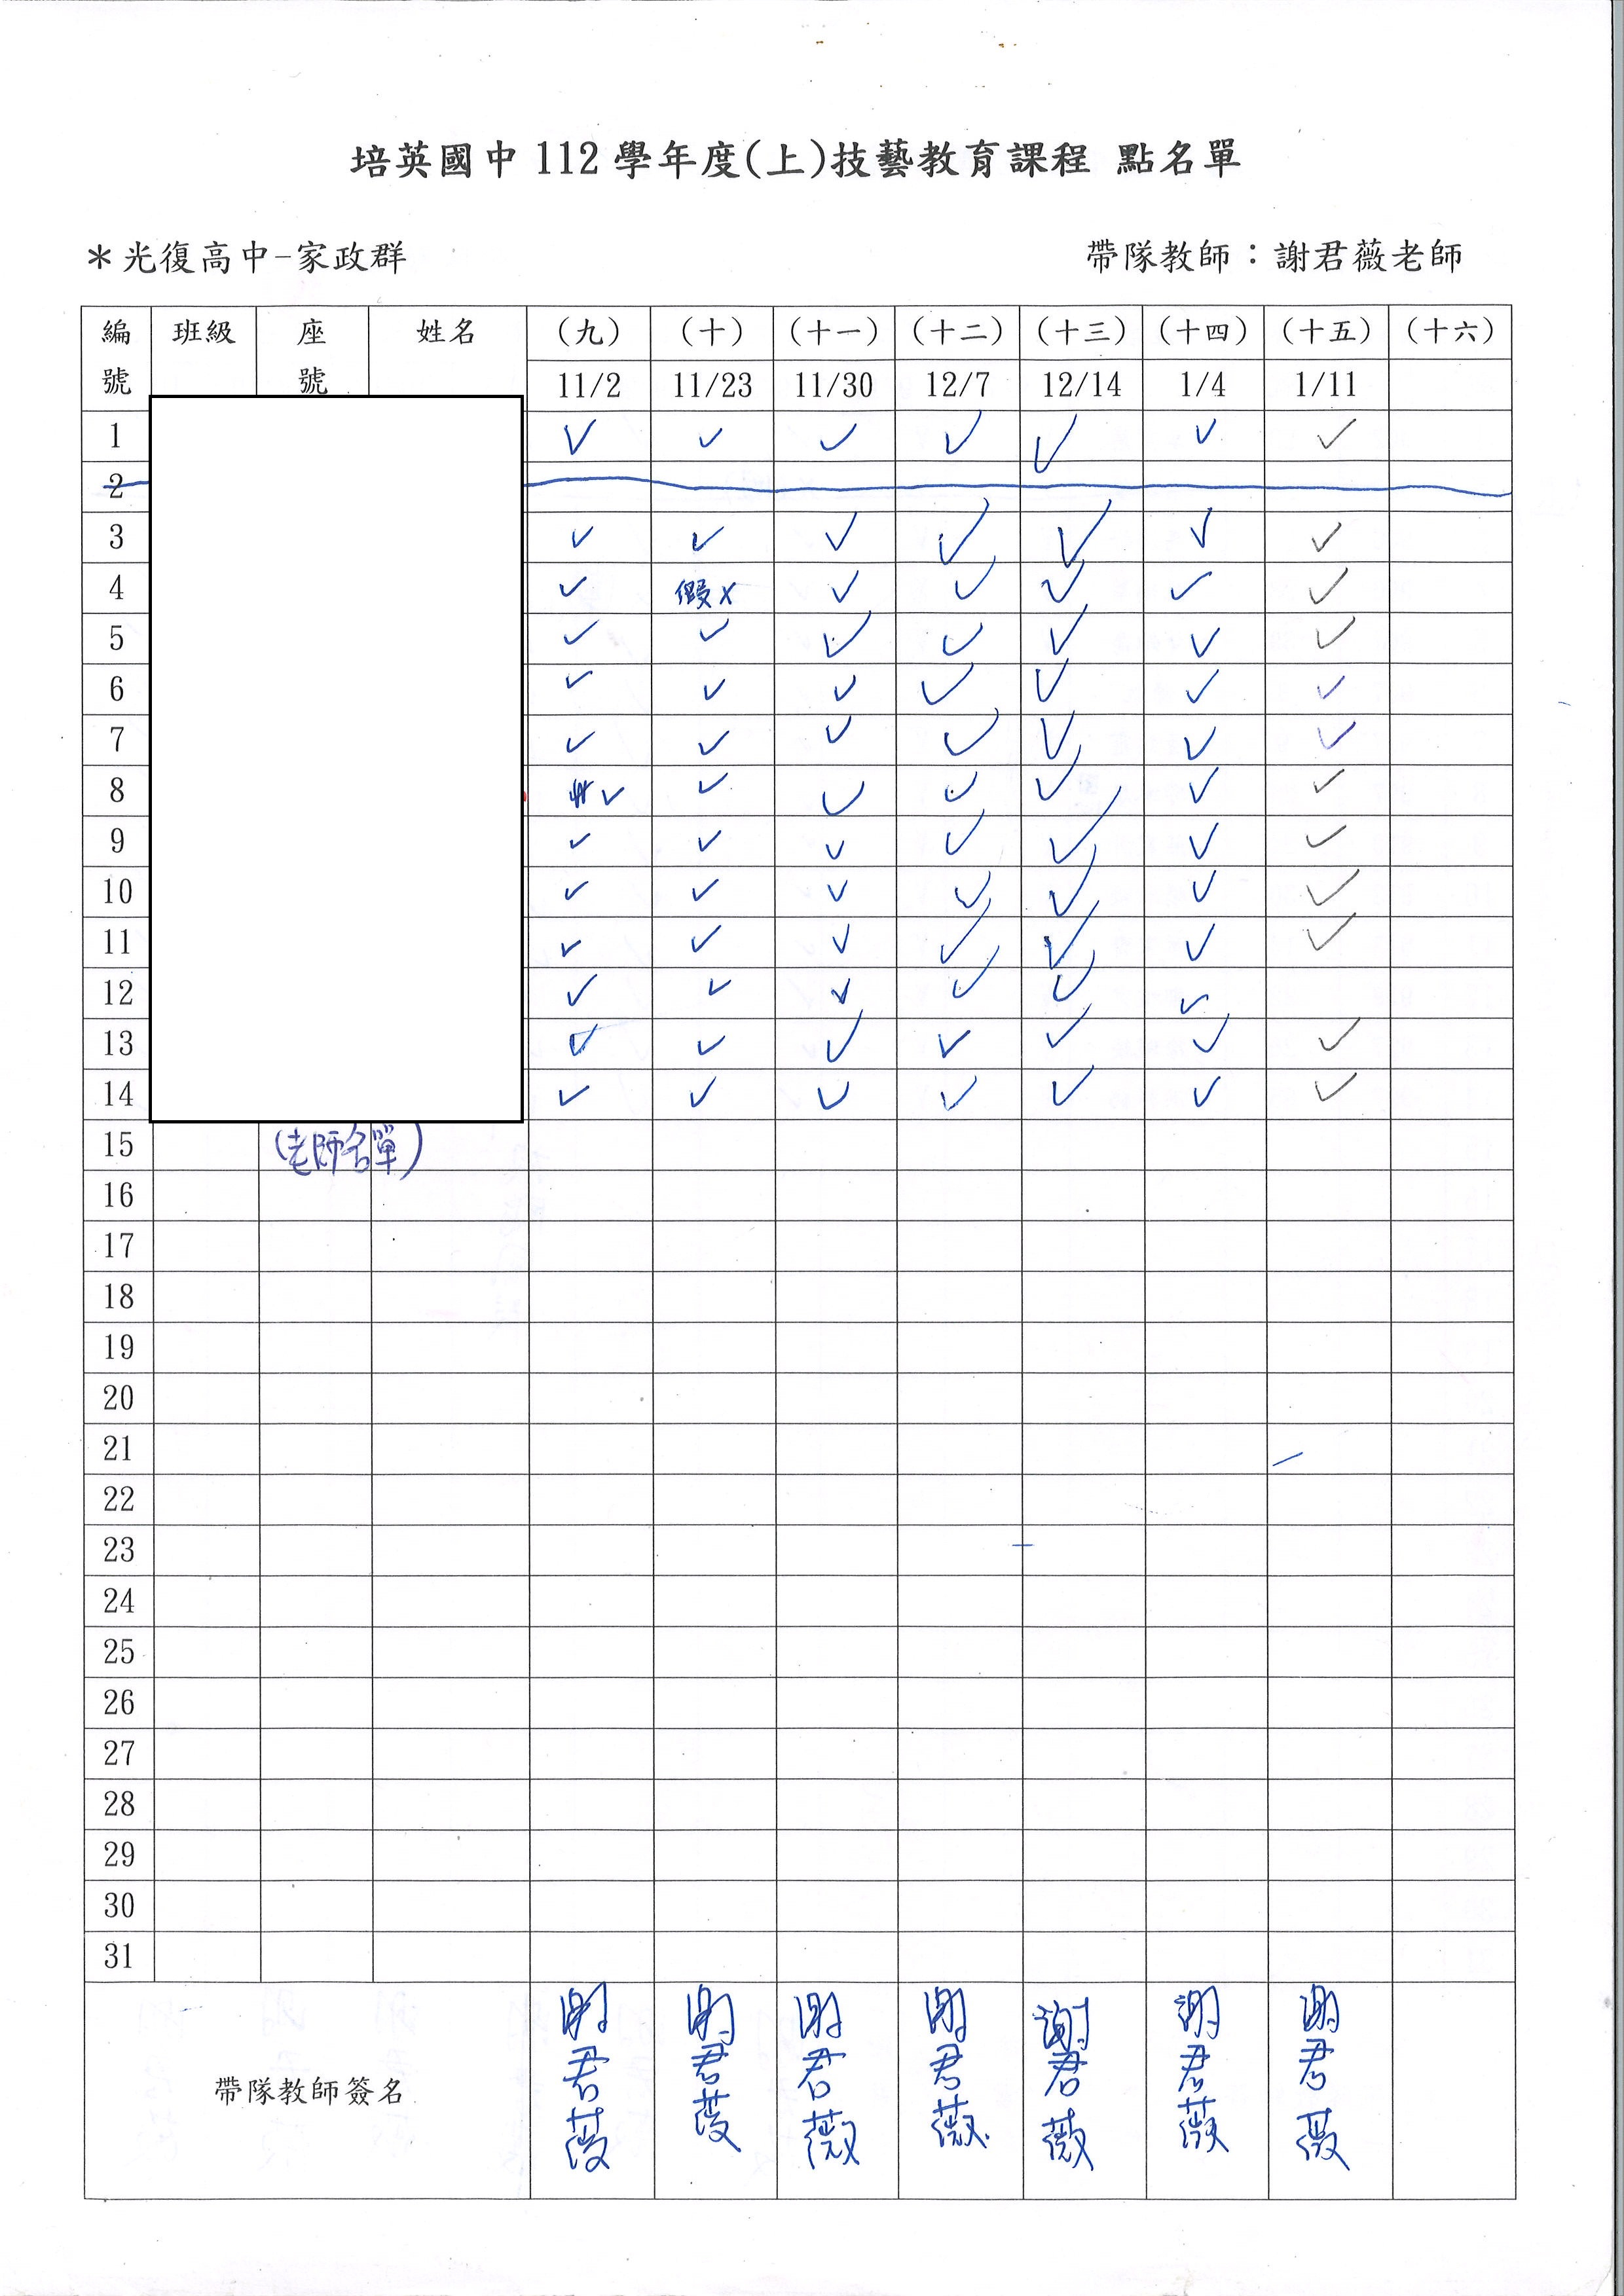 培英國中 112 學年度(上)技藝教育課程 點名單
＊光復高中-家政群 帶隊教師：謝君薇老師
編號 班級 座號 姓名 (九) (十) (十一) (十二) (十三) (十四) (十五) (十六)
11/2 11/23 11/30 12/7 12/14 1/4 1/11
1 ✓ ✓ ✓ ✓ ✓ ✓ ✓
2
3 ✓ ✓ ✓ ✓ ✓ ✓ ✓
4 ✓ 假x ✓ ✓ ✓ ✓ ✓
5 ✓ ✓ ✓ ✓ ✓ ✓ ✓
6 ✓ ✓ ✓ ✓ ✓ ✓ ✓
7 ✓ ✓ ✓ ✓ ✓ ✓ ✓
8 ✓ ✓ ✓ ✓ ✓ ✓ ✓
9 ✓ ✓ ✓ ✓ ✓ ✓ ✓
10 ✓ ✓ ✓ ✓ ✓ ✓ ✓
11 ✓ ✓ ✓ ✓ ✓ ✓ ✓
12 ✓ ✓ ✓ ✓ ✓ ✓
13 ✓ ✓ ✓ ✓ ✓ ✓ ✓
14 ✓ ✓ ✓ ✓ ✓ ✓ ✓
15 (老師名單)
16
17
18
19
20
21
22
23
24
25
26
27
28
29
30
31
帶隊教師簽名 謝君薇 謝君薇 謝君薇 謝君薇 謝君薇 謝君薇 謝君薇